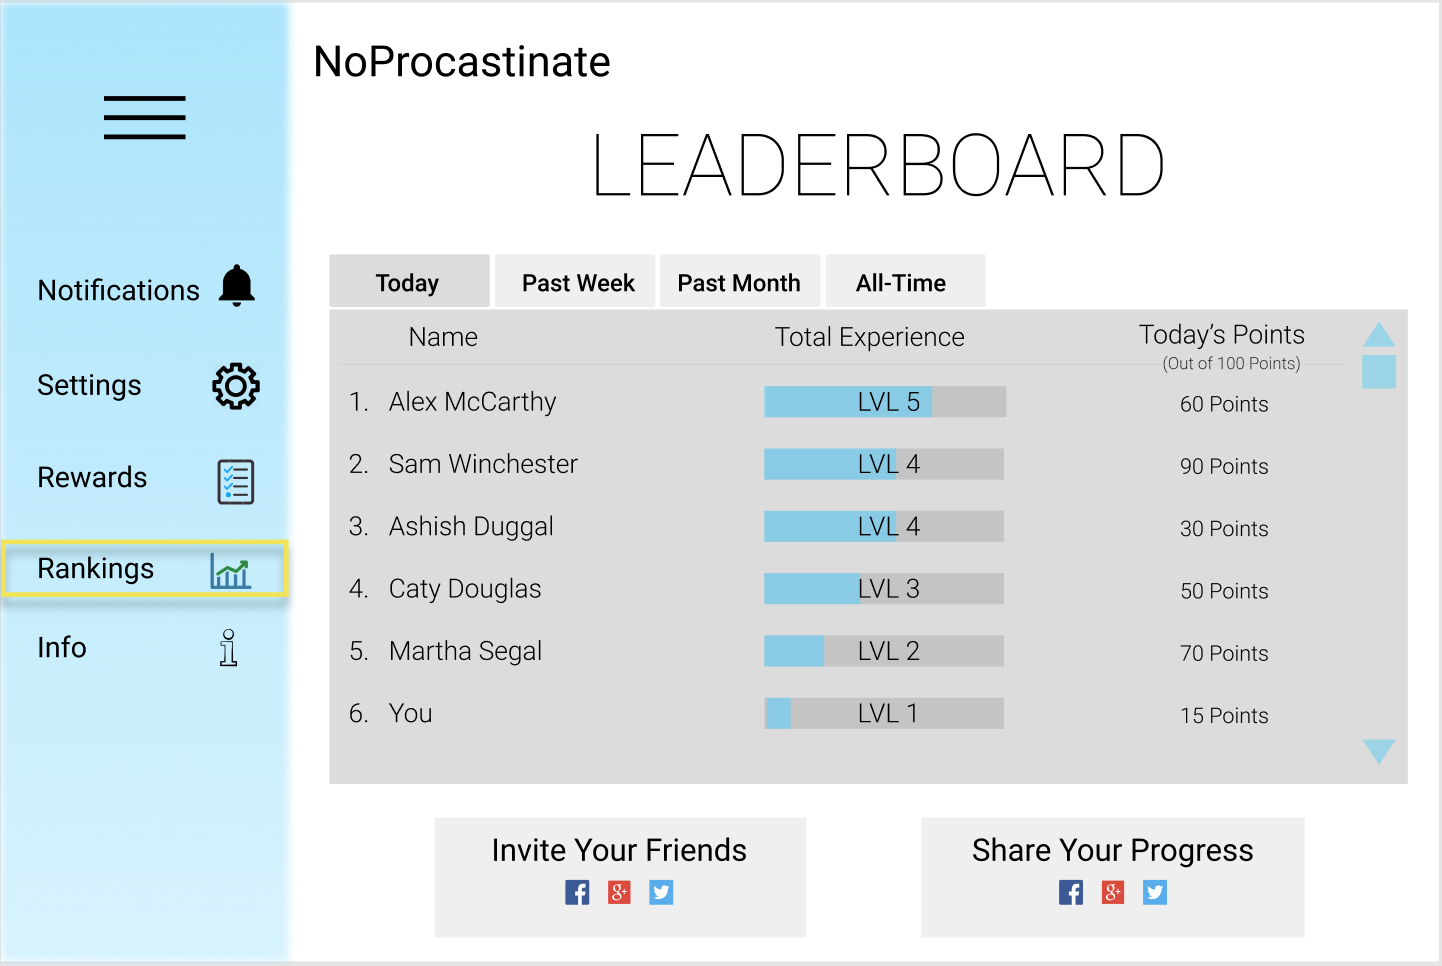 NoProcastinate
LEADERBOARD
Notifications
Settings
Rewards
Rankings
Info
Today Past Week Past Month All-Time
Name Total Experience Today’s Points
(Out of 100 Points)
1. Alex McCarthy LVL 5 60 Points
2. Sam Winchester LVL 4 90 Points
3. Ashish Duggal LVL 4 30 Points
4. Caty Douglas LVL 3 50 Points
5. Martha Segal LVL 2 70 Points
6. You LVL 1 15 Points
Invite Your Friends
f g+
Share Your Progress
f g+